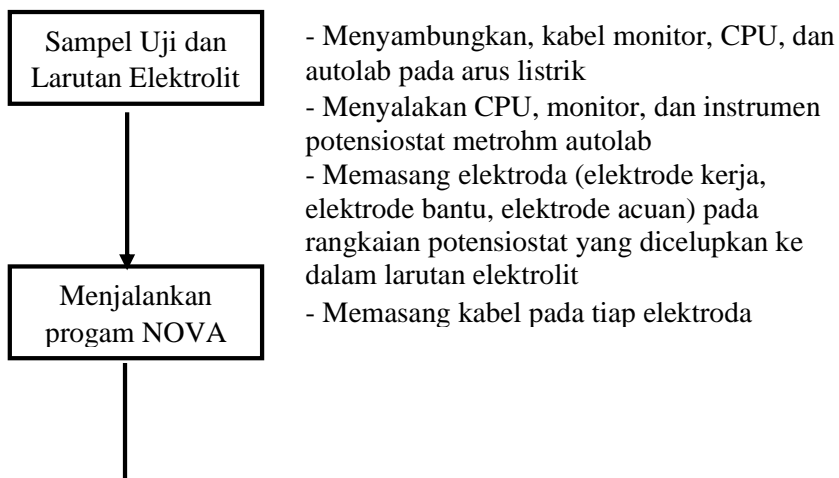 Sampel Uji dan
Larutan Elektrolit
- Menyambungkan, kabel monitor, CPU, dan
autolab pada arus listrik
- Menyalakan CPU, monitor, dan instrumen
potensiostat metrohm autolab
- Memasang elektroda (elektrode kerja,
elektrode bantu, elektrode acuan) pada
rangkaian potensiostat yang dicelupkan ke
dalam larutan elektrolit
- Memasang kabel pada tiap elektroda
Menjalankan
progam NOVA